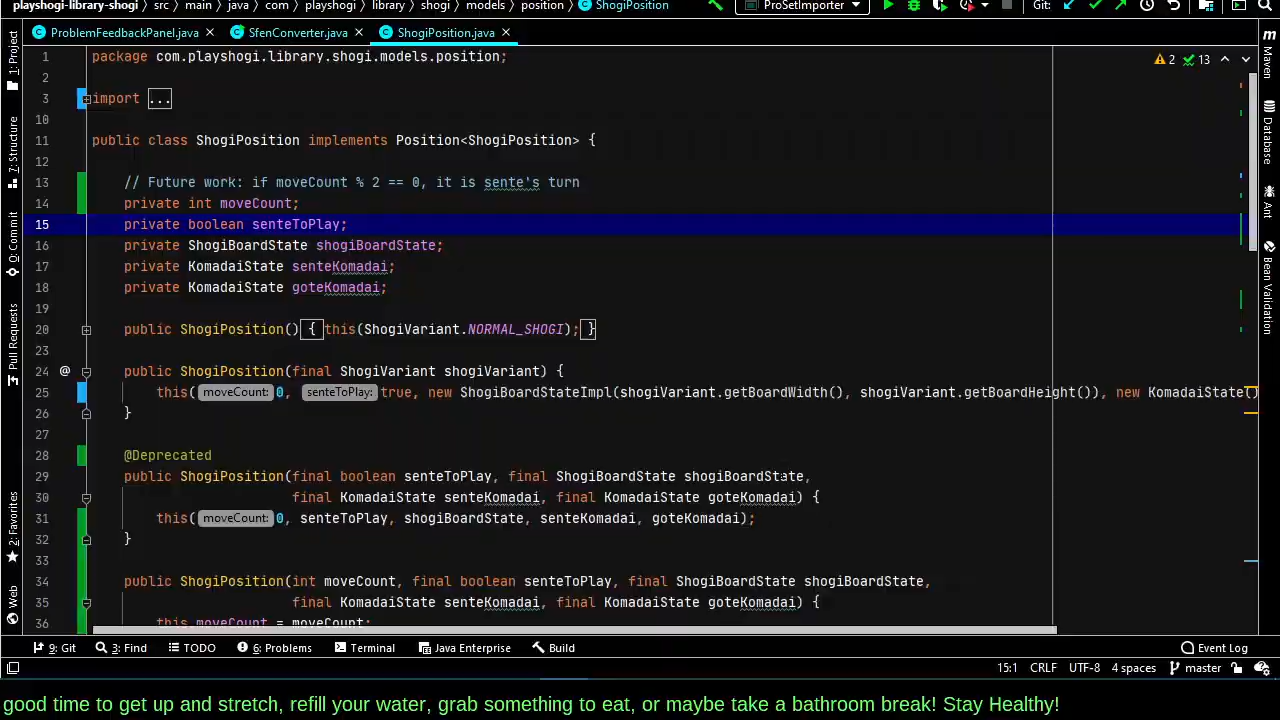 playshogi-library-shogi › src › main › java › com › playshogi › library › shogi › models › position › ShogiPosition ProSetImporter Git:
ProblemFeedbackPanel.java SfenConverter.java ShogiPosition.java
1 package com.playshogi.library.shogi.models.position; 2 13
2
3 import ...
10
11 public class ShogiPosition implements Position<ShogiPosition> {
12
13 // Future work: if moveCount % 2 == 0, it is sente's turn
14 private int moveCount;
15 private boolean senteToPlay;
16 private ShogiBoardState shogiBoardState;
17 private KomadaiState senteKomadai;
18 private KomadaiState goteKomadai;
19
20 public ShogiPosition() { this(ShogiVariant.NORMAL_SHOGI); }
23
24 @ public ShogiPosition(final ShogiVariant shogiVariant) {
25 this( moveCount: 0, senteToPlay: true, new ShogiBoardStateImpl(shogiVariant.getBoardWidth(), shogiVariant.getBoardHeight()), new KomadaiState()
26 }
27
28 @Deprecated
29 public ShogiPosition(final boolean senteToPlay, final ShogiBoardState shogiBoardState,
30 final KomadaiState senteKomadai, final KomadaiState goteKomadai) {
31 this( moveCount: 0, senteToPlay, shogiBoardState, senteKomadai, goteKomadai);
32 }
33
34 public ShogiPosition(int moveCount, final boolean senteToPlay, final ShogiBoardState shogiBoardState,
35 final KomadaiState senteKomadai, final KomadaiState goteKomadai) {
36 this.moveCount = moveCount;
1: Project
7: Structure
Commit
Pull Requests
2: Favorites
Web
Maven
Database
Ant
Bean Validation
9: Git 3: Find TODO 6: Problems Terminal Java Enterprise Build Event Log
15:1 CRLF UTF-8 4 spaces master
good time to get up and stretch, refill your water, grab something to eat, or maybe take a bathroom break! Stay Healthy!